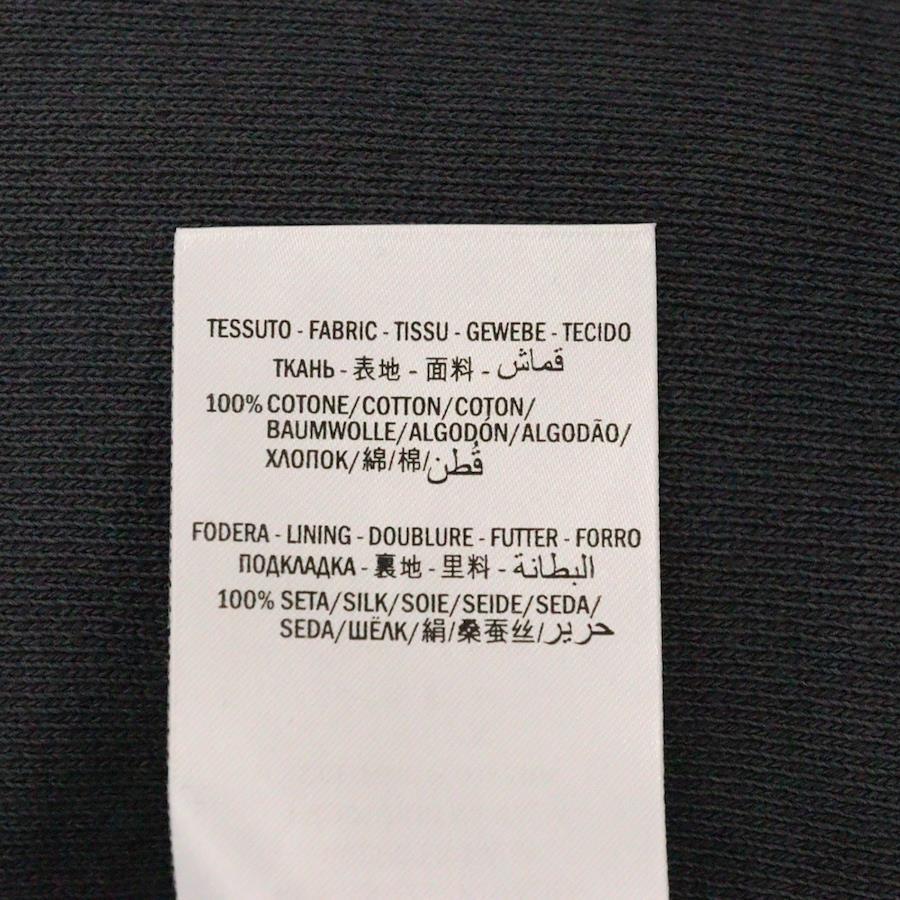 TESSUTO - FABRIC - TISSU - GEWEBE - TECIDO
ТКАНЬ - 表地 - 面料 - قماش
100% COTONE/COTTON/COTON/
BAUMWOLLE/ALGODÓN/ALGODÃO/
ХЛОПОК/綿/棉/قُطن
FODERA - LINING - DOUBLURE - FUTTER - FORRO
ПОДКЛАДКА - 裏地 - 里料 - البطانة
100% SETA/SILK/SOIE/SEIDE/SEDA/
SEDA/ШЁЛК/絹/桑蚕丝/حرير